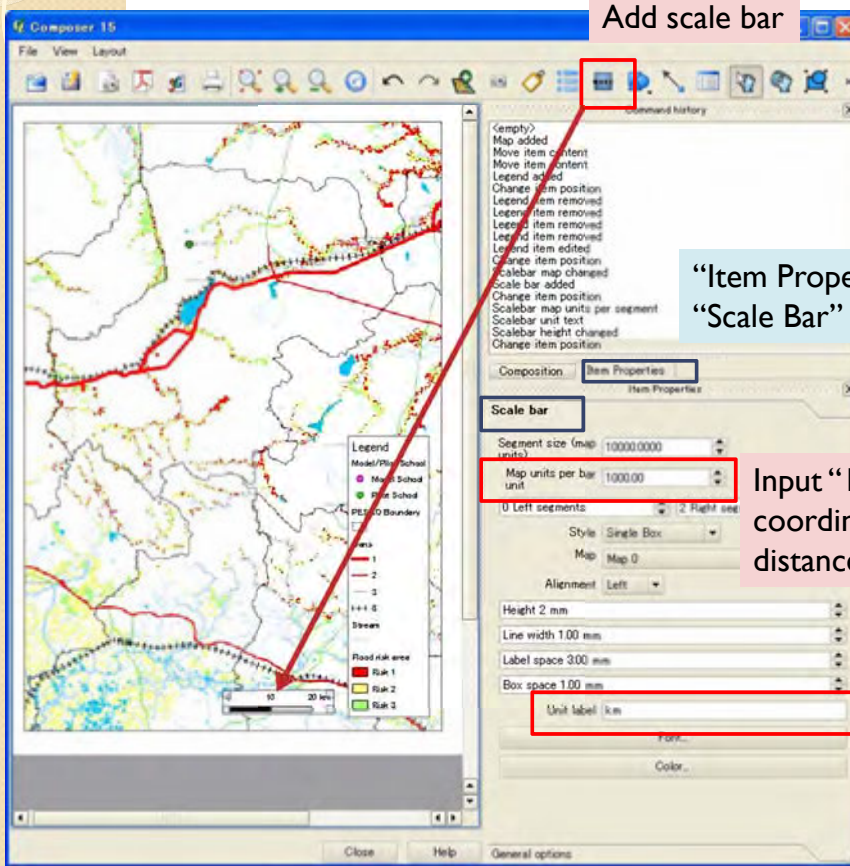 Add scale bar
Composer 15
File View Layout
Command history
<empty>
Map added
Move item content
Move item content
Legend added
Change item position
Legend item removed
Legend item removed
Legend item removed
Legend item removed
Legend item edited
Change item position
Scalebar map changed
Scale bar added
Change item position
Scalebar map units per segment
Scalebar unit text
Scalebar height changed
Change item position
“Item Prope
“Scale Bar”
Composition Item Properties
Item Properties
Scale bar
Segment size (map units) 10000.0000
Map units per bar unit 1000.00
Input “
coordin
distance
0 Left segments 2 Right seg
Style Single Box
Map Map 0
Alignment Left
Height 2 mm
Line width 1.00 mm
Label space 3.00 mm
Box space 1.00 mm
Unit label km
Font...
Color...
Legend
Model/Pilot School
Model School
Pilot School
Boundary
1
2
3
6
Stream
Flood risk area
Risk 1
Risk 2
Risk 3
0 10 20 km
Close Help General options